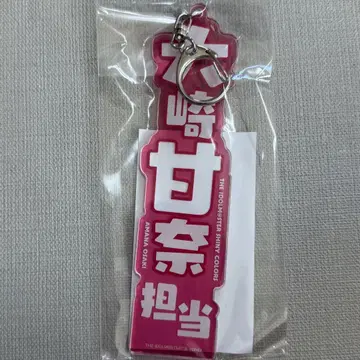 大
崎
甘
奈
担
当
THE IDOLM@STER SHINY COLORS
AMANA OSAKI